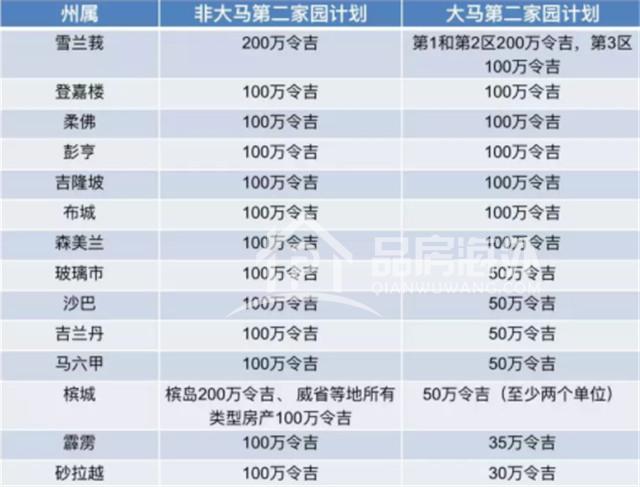 州属 非大马第二家园计划 大马第二家园计划
雪兰莪 200万令吉 第1和第2区200万令吉，第3区
100万令吉
登嘉楼 100万令吉 100万令吉
柔佛 100万令吉 100万令吉
彭亨 100万令吉 100万令吉
吉隆坡 100万令吉 100万令吉
布城 100万令吉 100万令吉
森美兰 100万令吉 100万令吉
玻璃市 100万令吉 50万令吉
沙巴 100万令吉 50万令吉
吉兰丹 100万令吉 50万令吉
马六甲 100万令吉 50万令吉
槟城 槟岛200万令吉、威省等地所有 50万令吉（至少两个单位）
类型房产100万令吉
霹雳 100万令吉 35万令吉
砂拉越 100万令吉 30万令吉
品房海外
QIANWUWANG.COM